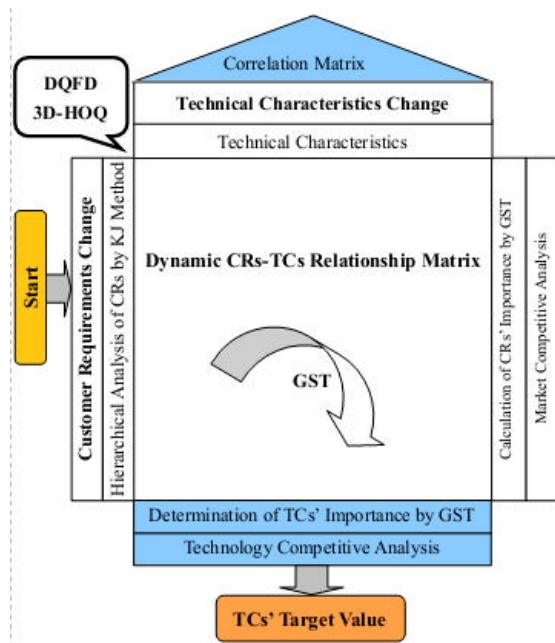 Correlation Matrix
DQFD
3D-HOQ
Technical Characteristics Change
Technical Characteristics
Start
Customer Requirements Change
Hierarchical Analysis of CRs by KJ Method
Dynamic CRs-TCs Relationship Matrix
GST
Calculation of CRs' Importance by GST
Market Competitive Analysis
Determination of TCs' Importance by GST
Technology Competitive Analysis
TCs' Target Value